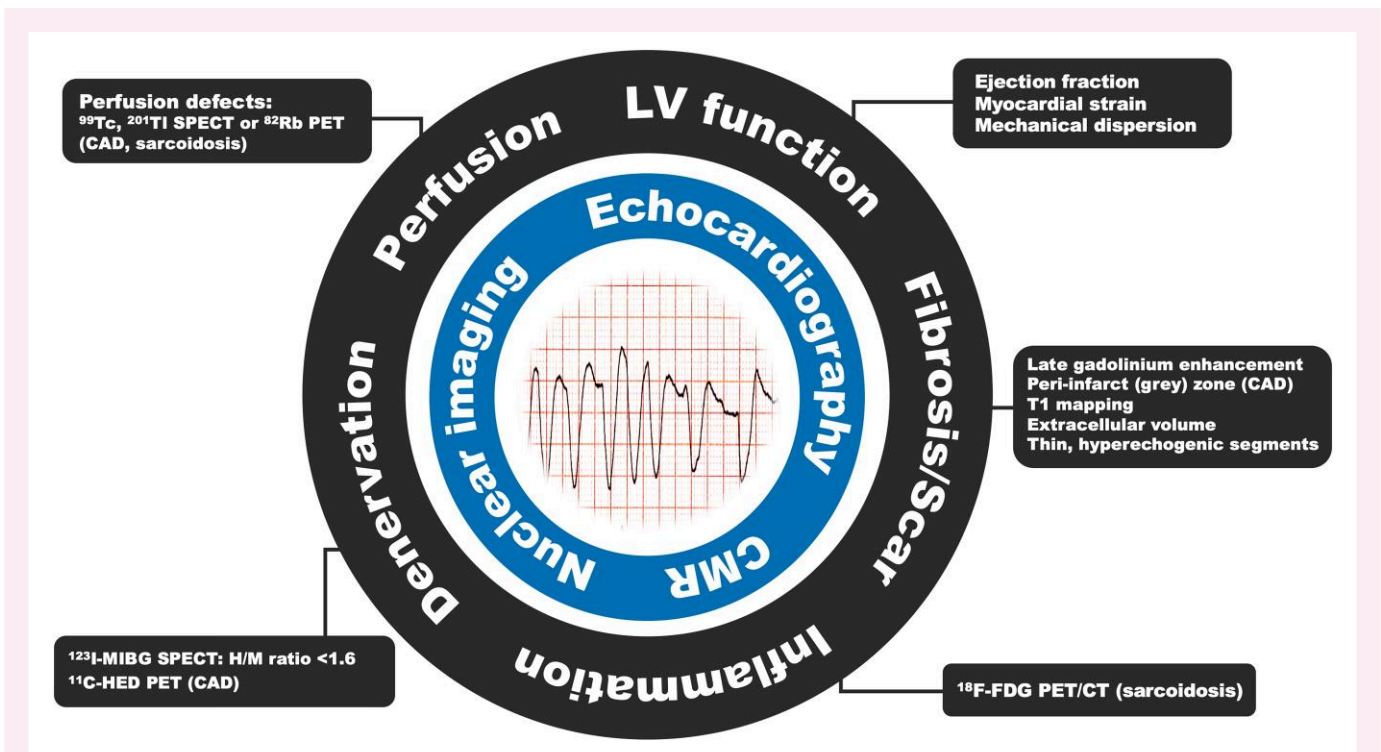 Perfusion defects:
⁹⁹Tc, ²⁰¹Tl SPECT or ⁸²Rb PET
(CAD, sarcoidosis)
Ejection fraction
Myocardial strain
Mechanical dispersion
Perfusion
LV function
Fibrosis/Scar
Inflammation
Denervation
Nuclear imaging
Echocardiography
CMR
Late gadolinium enhancement
Peri-infarct (grey) zone (CAD)
T1 mapping
Extracellular volume
Thin, hyperechogenic segments
¹²³I-MIBG SPECT: H/M ratio <1.6
¹¹C-HED PET (CAD)
¹⁸F-FDG PET/CT (sarcoidosis)